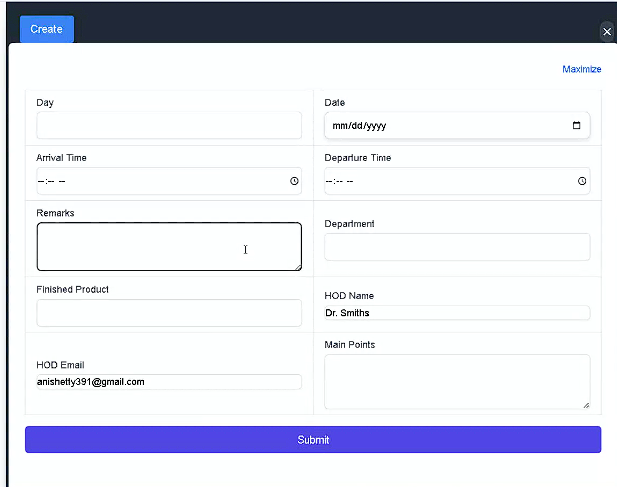 Create
×
Maximize
Day
Date
mm/dd/yyyy
Arrival Time
Departure Time
--:-- --
--:-- --
Remarks
Department
Finished Product
HOD Name
Dr. Smiths
Main Points
HOD Email
anishetty391@gmail.com
Submit